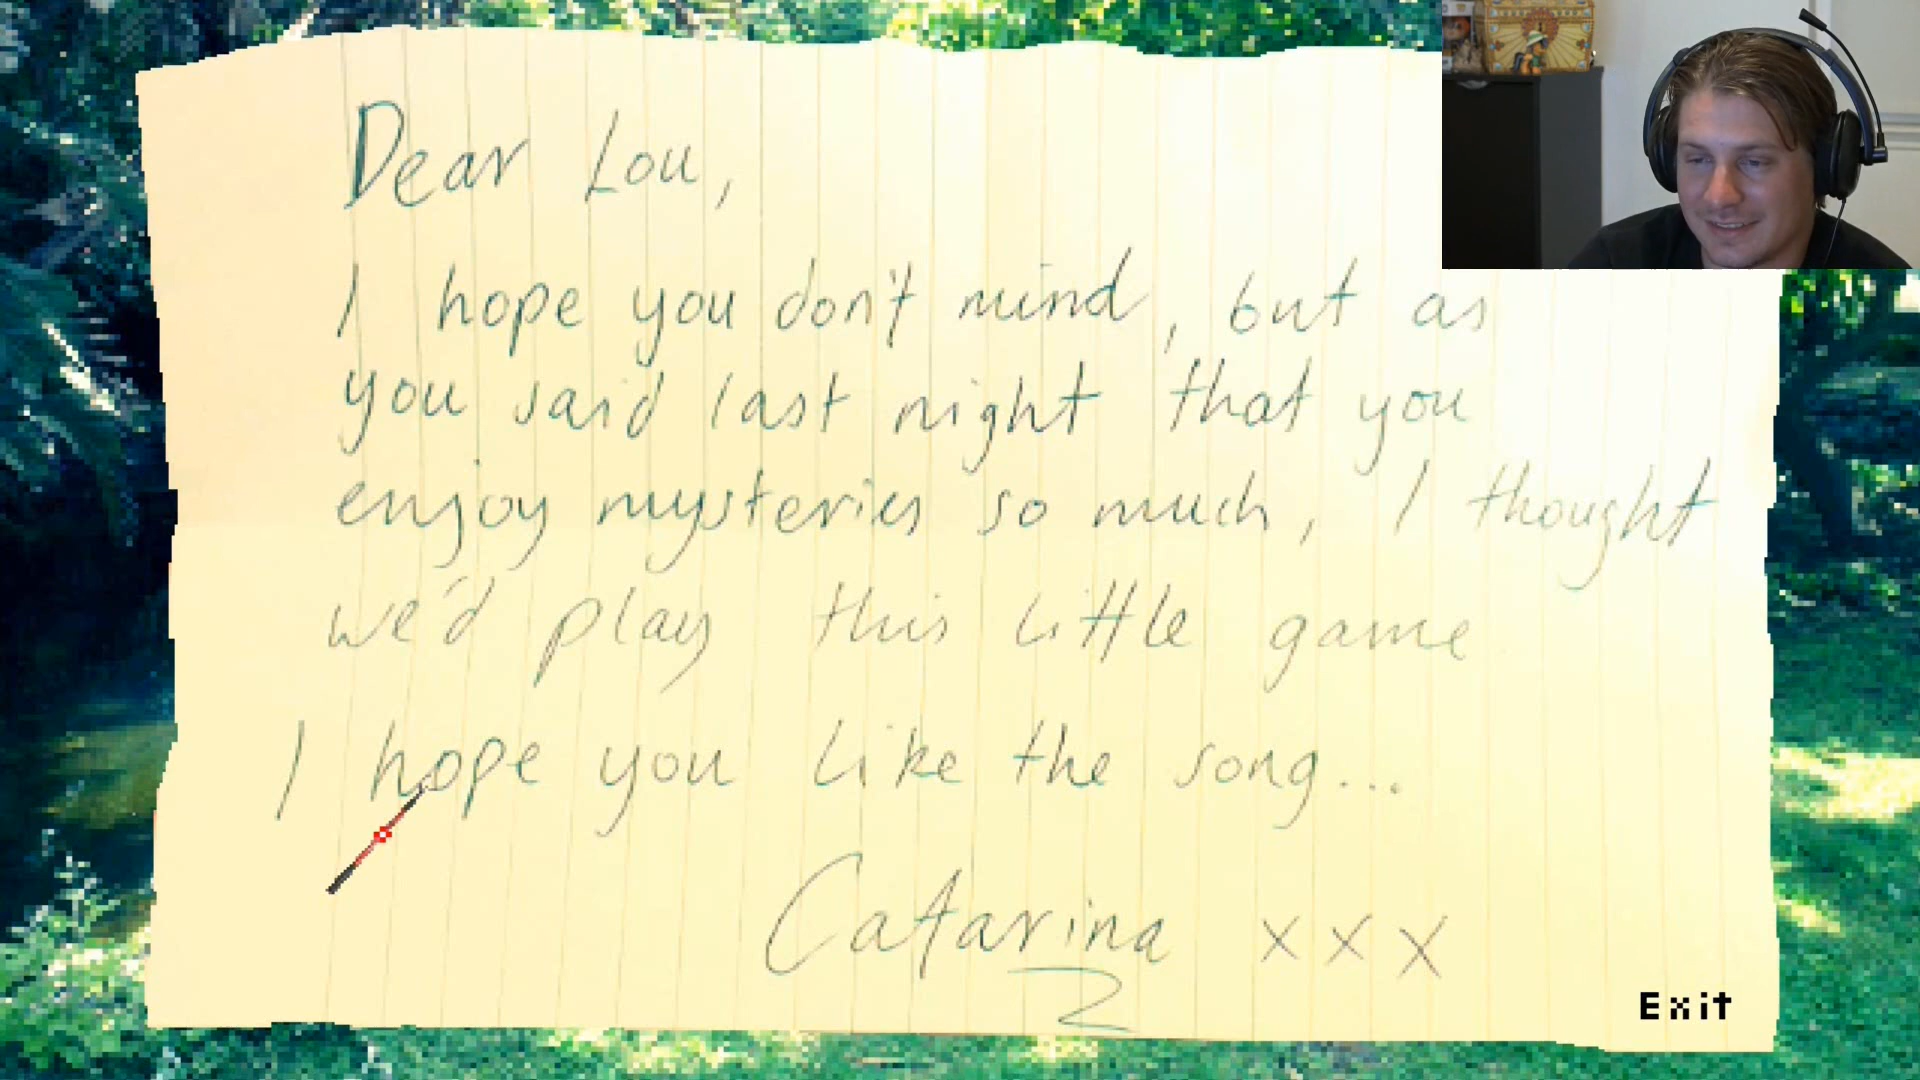 Dear Lou,
I hope you don't mind, but as
you said last night that you
enjoy mysteries so much, I thought
we'd play this little game
I hope you like the song...
Catarina xxx
Exit